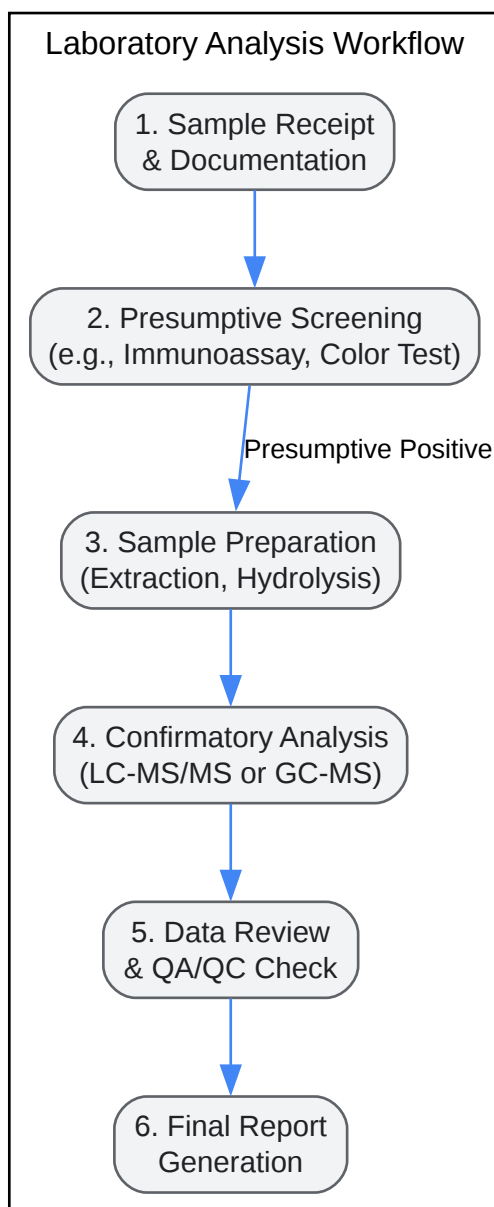 Laboratory Analysis Workflow
1. Sample Receipt
& Documentation
2. Presumptive Screening
(e.g., Immunoassay, Color Test)
Presumptive Positive
3. Sample Preparation
(Extraction, Hydrolysis)
4. Confirmatory Analysis
(LC-MS/MS or GC-MS)
5. Data Review
& QA/QC Check
6. Final Report
Generation